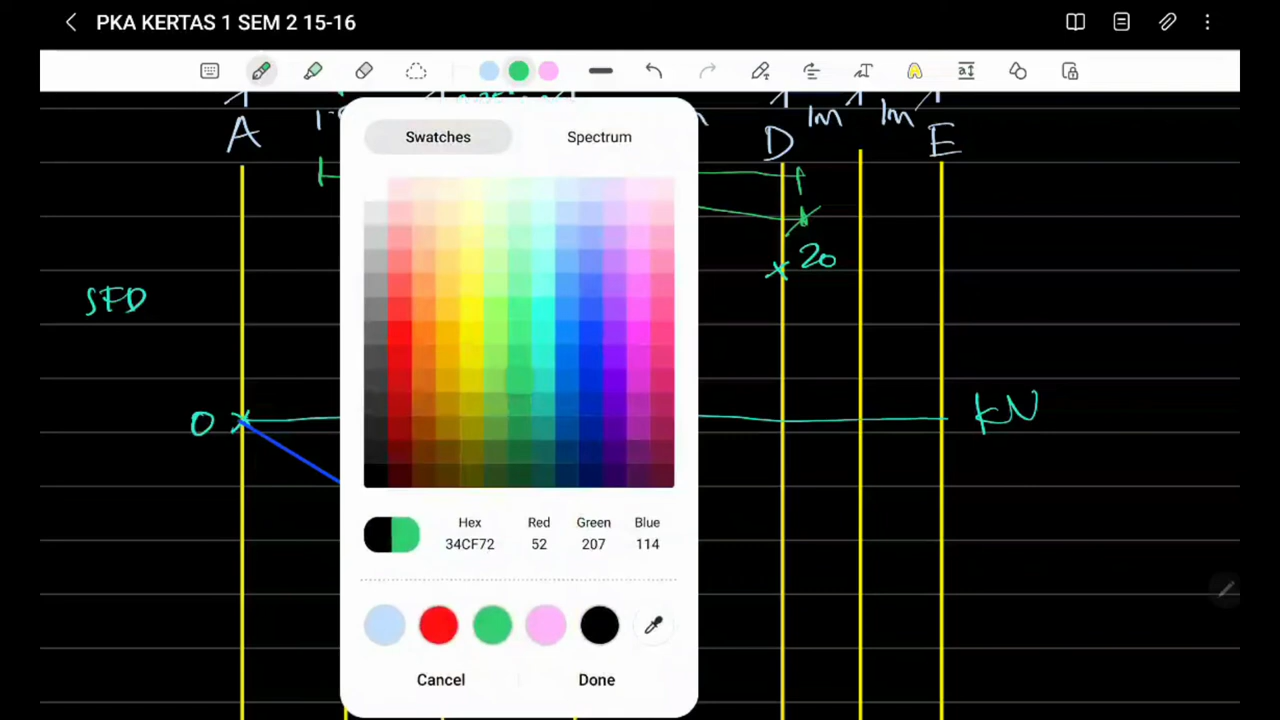 PKA KERTAS 1 SEM 2 15-16
A D 1m 1m E
Swatches Spectrum
20
SFD
0 kN
Hex Red Green Blue
34CF72 52 207 114
Cancel Done